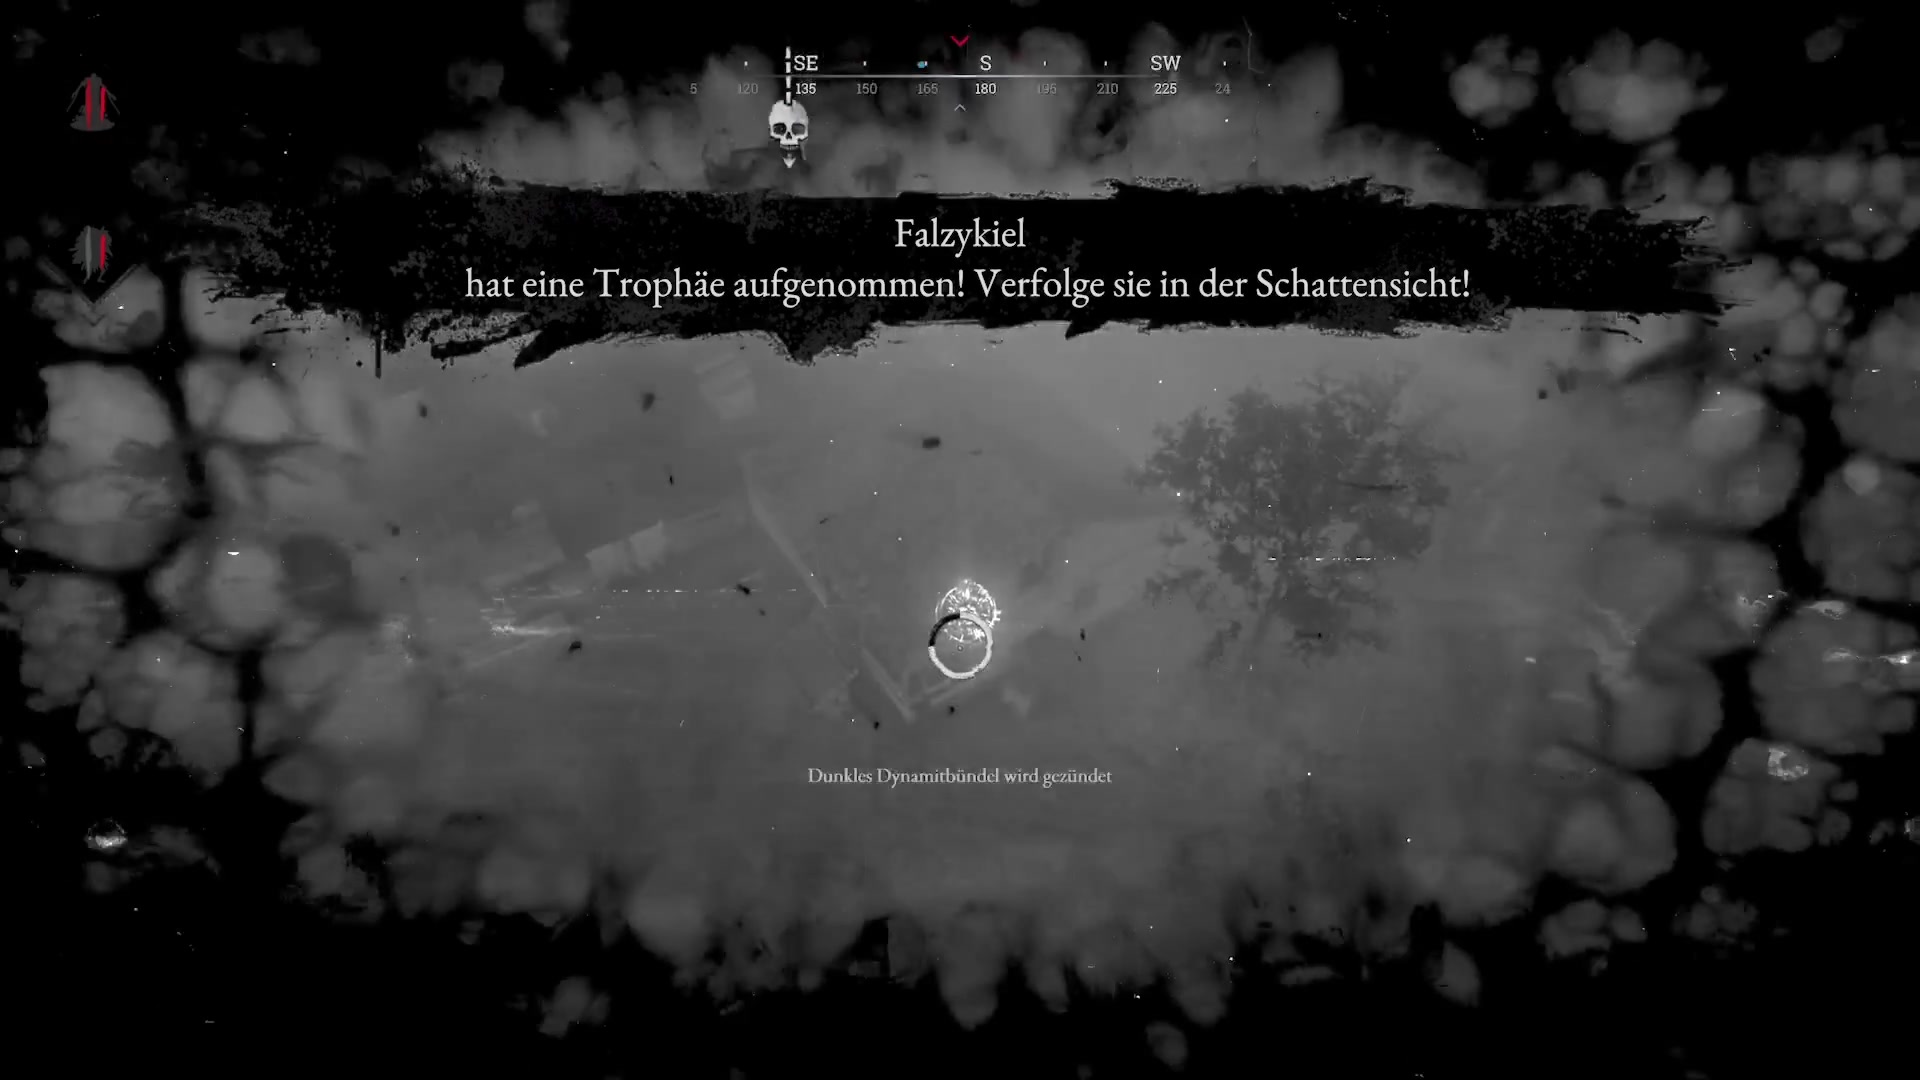 SE S SW
5 120 135 150 165 180 195 210 225 24
Falzykiel
hat eine Trophäe aufgenommen! Verfolge sie in der Schattensicht!
Dunkles Dynamitbündel wird gezündet